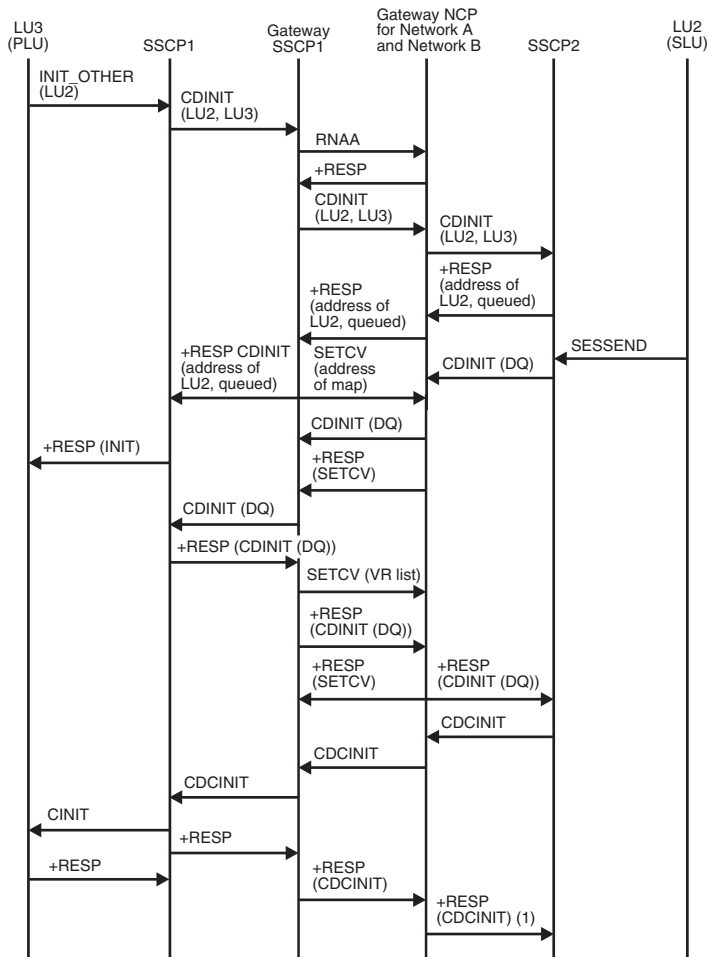 LU3
(PLU)
SSCP1
Gateway
SSCP1
Gateway NCP
for Network A
and Network B
SSCP2
LU2
(SLU)
INIT_OTHER
(LU2)
CDINIT
(LU2, LU3)
RNAA
+RESP
CDINIT
(LU2, LU3)
CDINIT
(LU2, LU3)
+RESP
(address of
LU2, queued)
+RESP
(address of
LU2, queued)
SESSEND
+RESP CDINIT
(address of
LU2, queued)
SETCV
(address
of map)
CDINIT (DQ)
CDINIT (DQ)
+RESP (INIT)
+RESP
(SETCV)
CDINIT (DQ)
+RESP (CDINIT (DQ))
SETCV (VR list)
+RESP
(CDINIT (DQ))
+RESP
(SETCV)
+RESP
(CDINIT (DQ))
CDCINIT
CDCINIT
CDCINIT
CINIT
+RESP
+RESP
+RESP
(CDCINIT)
+RESP
(CDCINIT) (1)